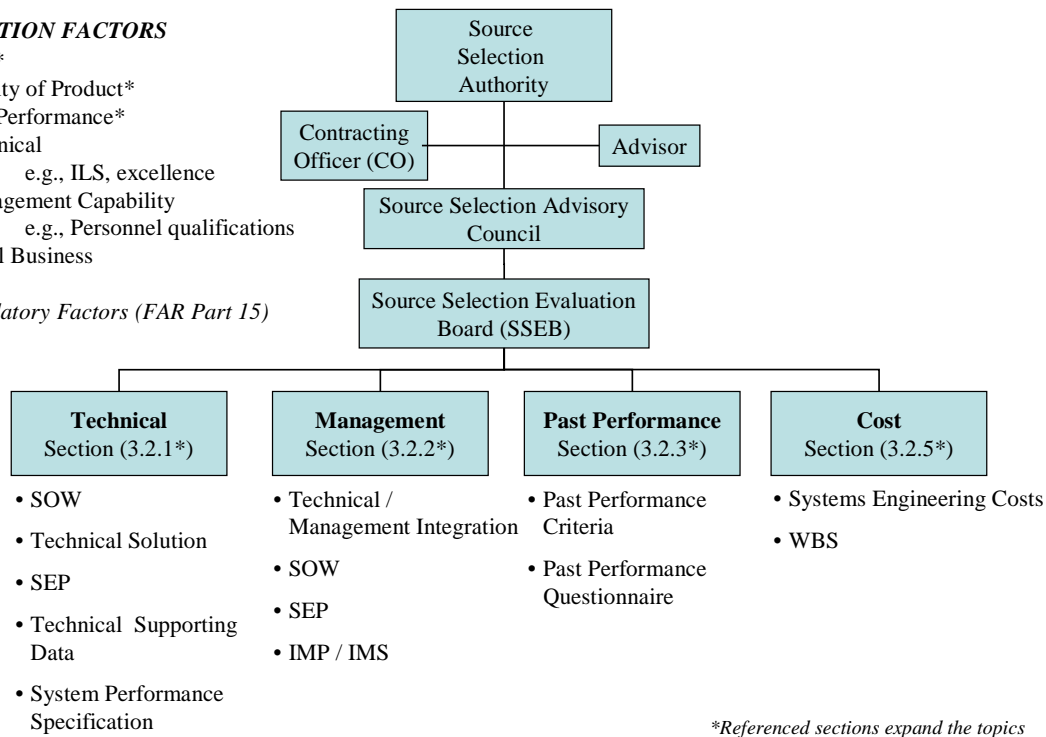 TION FACTORS
*
ity of Product*
Performance*
nical
e.g., ILS, excellence
agement Capability
e.g., Personnel qualifications
l Business
latory Factors (FAR Part 15)
Source
Selection
Authority
Contracting
Officer (CO)
Advisor
Source Selection Advisory
Council
Source Selection Evaluation
Board (SSEB)
Technical
Section (3.2.1*)
• SOW
• Technical Solution
• SEP
• Technical Supporting
Data
• System Performance
Specification
Management
Section (3.2.2*)
• Technical /
Management Integration
• SOW
• SEP
• IMP / IMS
Past Performance
Section (3.2.3*)
• Past Performance
Criteria
• Past Performance
Questionnaire
Cost
Section (3.2.5*)
• Systems Engineering Costs
• WBS
*Referenced sections expand the topics